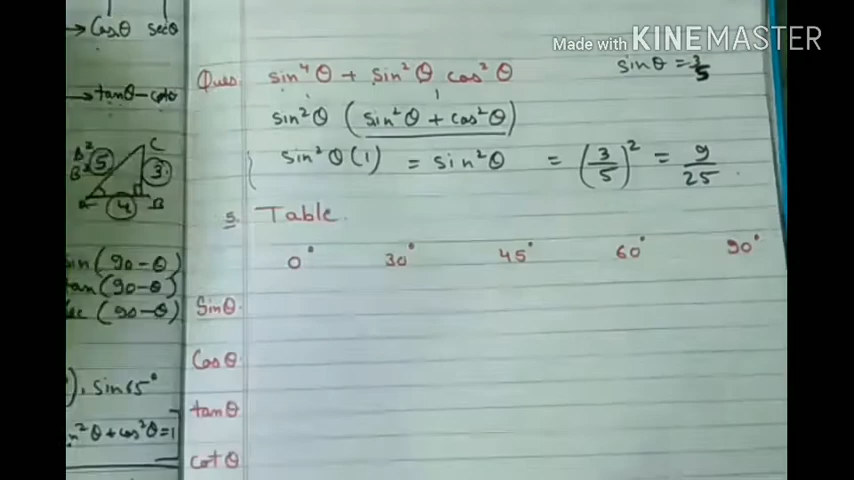 Made with KINEMASTER
→ Cosθ secθ
→ tanθ - cotθ
C
5
3
A 4 B
sin (90-θ)
tan (90-θ)
(90-θ)
). sin65°
n²θ + cos²θ = 1
Ques. sin⁴θ + sin²θ cos²θ
sinθ = 3/5
sin²θ (sin²θ + cos²θ)
sin²θ (1) = sin²θ = (3/5)² = 9/25
5. Table.
0° 30° 45° 60° 90°
Sinθ
Cosθ
tanθ
cotθ